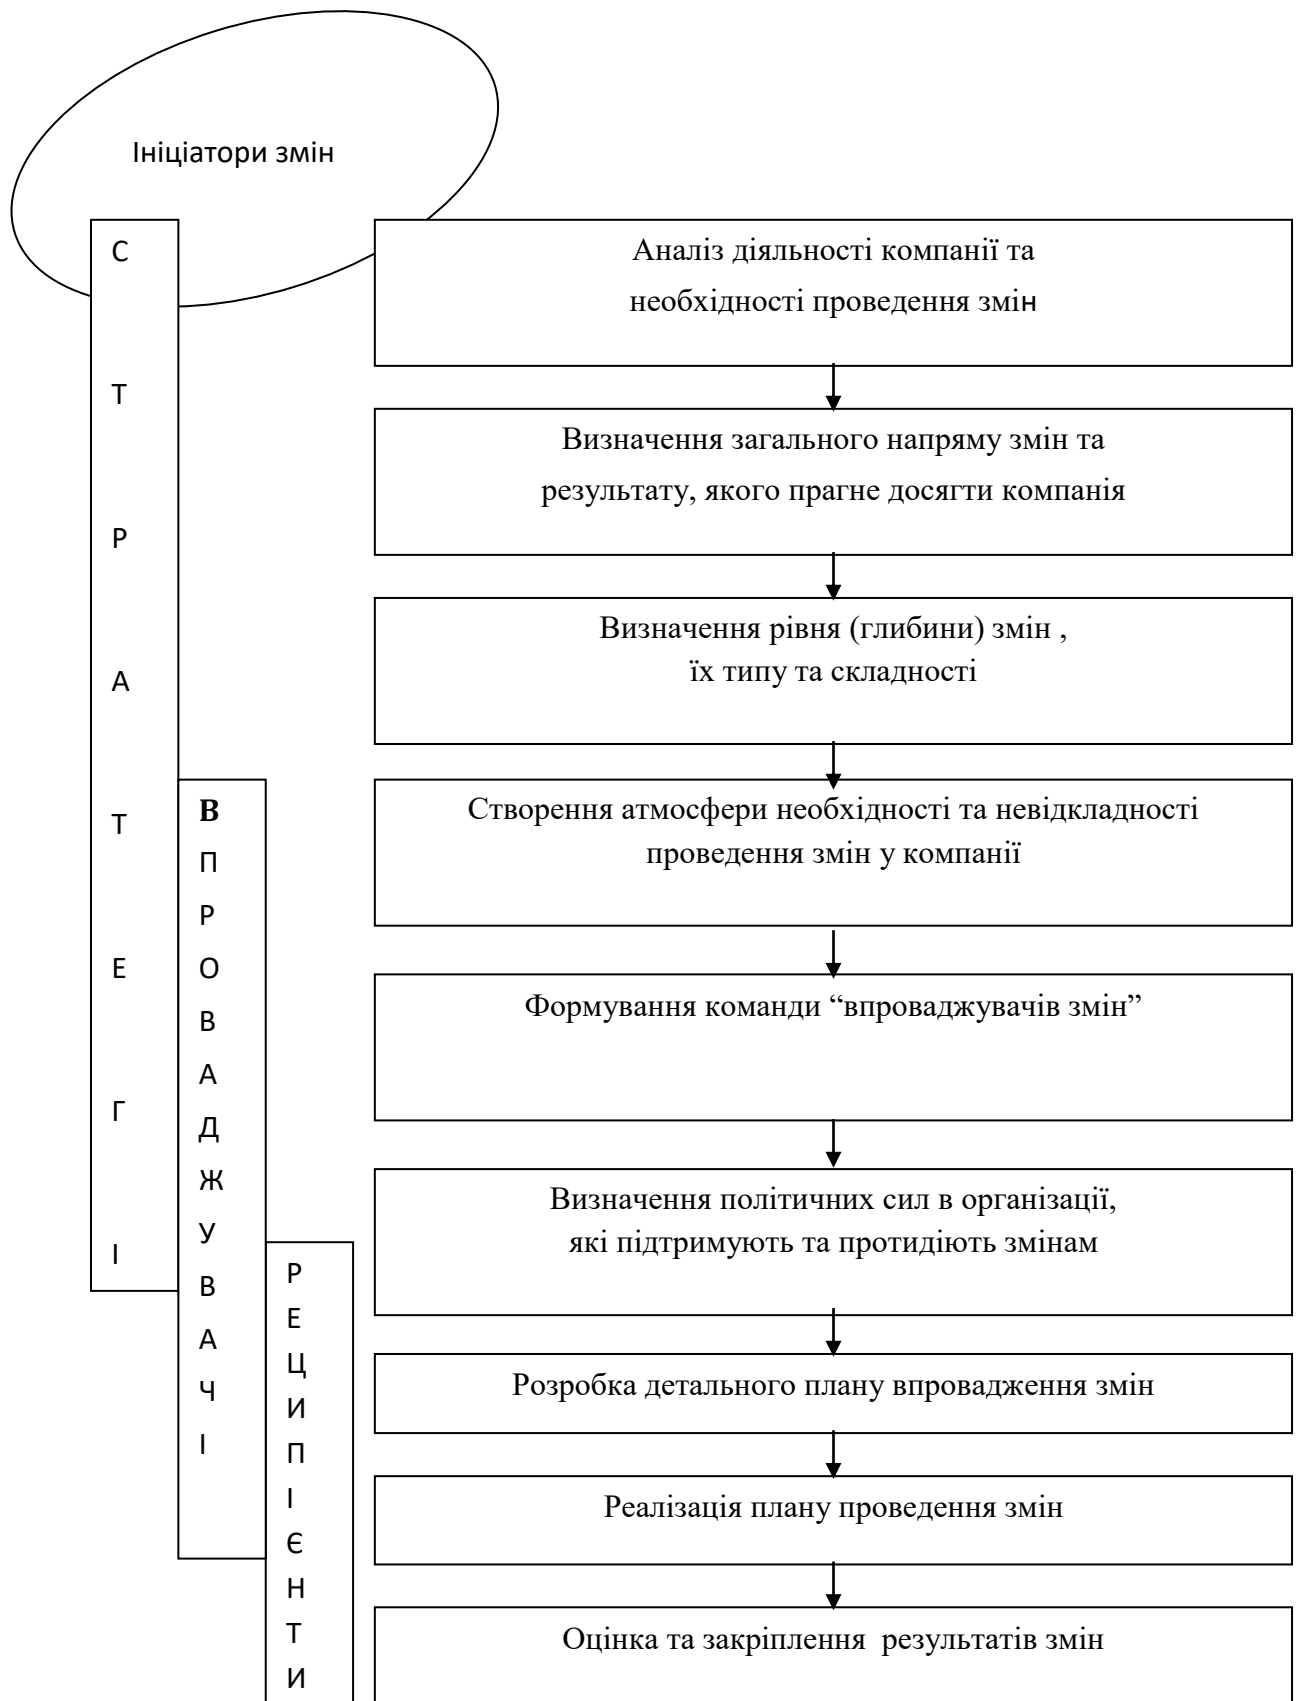 Ініціатори змін
СТРАТЕГІ
ВПРОВАДЖУВАЧІ
РЕЦИПІЄНТИ
Аналіз діяльності компанії та
необхідності проведення змін
Визначення загального напряму змін та
результату, якого прагне досягти компанія
Визначення рівня (глибини) змін ,
їх типу та складності
Створення атмосфери необхідності та невідкладності
проведення змін у компанії
Формування команди “впроваджувачів змін”
Визначення політичних сил в організації,
які підтримують та протидіють змінам
Розробка детального плану впровадження змін
Реалізація плану проведення змін
Оцінка та закріплення результатів змін